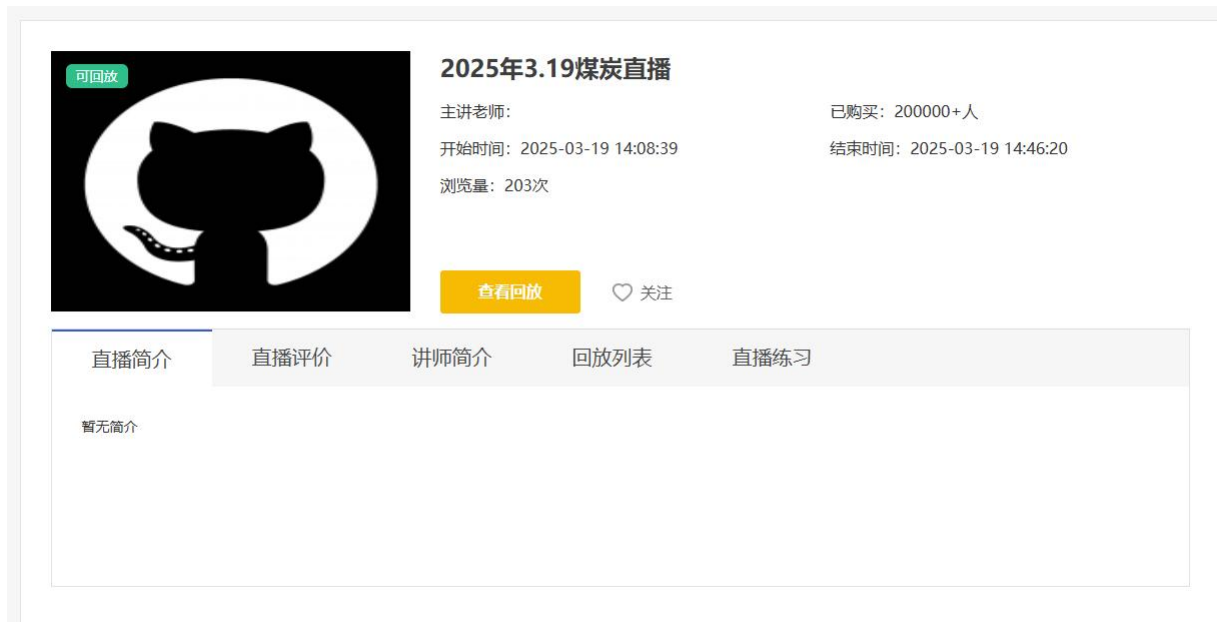 可回放
2025年3.19煤炭直播
主讲老师：
已购买：200000+人
开始时间：2025-03-19 14:08:39
结束时间：2025-03-19 14:46:20
浏览量：203次
查看回放
关注
直播简介
直播评价
讲师简介
回放列表
直播练习
暂无简介